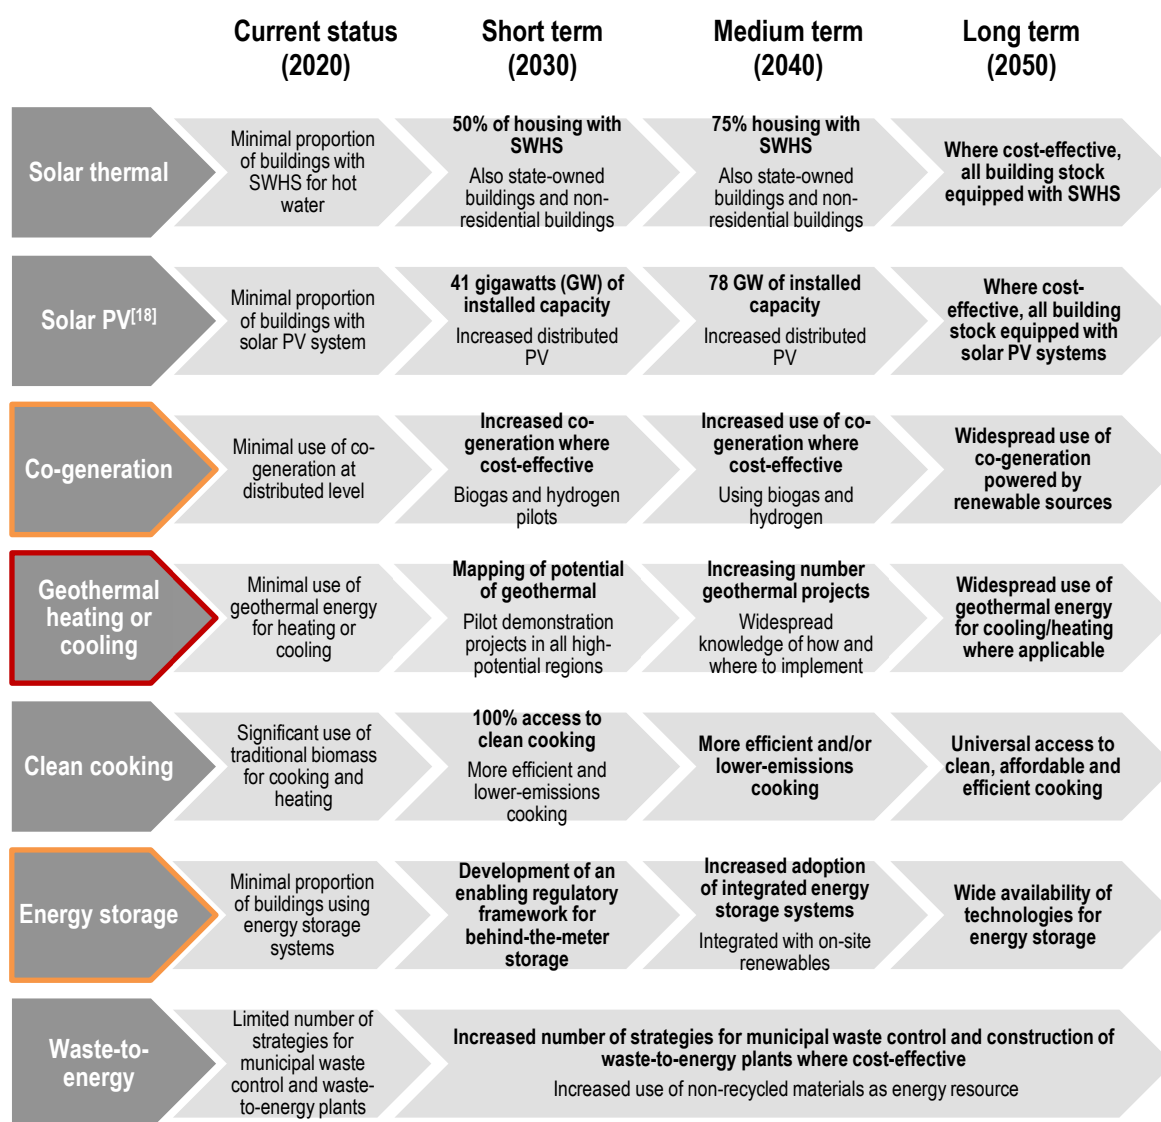 Current status
(2020)
Short term
(2030)
Medium term
(2040)
Long term
(2050)
Solar thermal
Minimal proportion
of buildings with
SWHS for hot
water
50% of housing with
SWHS
Also state-owned
buildings and non-
residential buildings
75% housing with
SWHS
Also state-owned
buildings and non-
residential buildings
Where cost-effective,
all building stock
equipped with SWHS
Solar PV[18]
Minimal proportion
of buildings with
solar PV system
41 gigawatts (GW) of
installed capacity
Increased distributed
PV
78 GW of installed
capacity
Increased distributed
PV
Where cost-
effective, all building
stock equipped with
solar PV systems
Co-generation
Minimal use of co-
generation at
distributed level
Increased co-
generation where
cost-effective
Biogas and hydrogen
pilots
Increased use of co-
generation where
cost-effective
Using biogas and
hydrogen
Widespread use of
co-generation
powered by
renewable sources
Geothermal
heating or
cooling
Minimal use of
geothermal energy
for heating or
cooling
Mapping of potential
of geothermal
Pilot demonstration
projects in all high-
potential regions
Increasing number
geothermal projects
Widespread
knowledge of how and
where to implement
Widespread use of
geothermal energy
for cooling/heating
where applicable
Clean cooking
Significant use of
traditional biomass
for cooking and
heating
100% access to
clean cooking
More efficient and
lower-emissions
cooking
More efficient and/or
lower-emissions
cooking
Universal access to
clean, affordable and
efficient cooking
Energy storage
Minimal proportion
of buildings using
energy storage
systems
Development of an
enabling regulatory
framework for
behind-the-meter
storage
Increased adoption
of integrated energy
storage systems
Integrated with on-site
renewables
Wide availability of
technologies for
energy storage
Waste-to-
energy
Limited number of
strategies for
municipal waste
control and waste-
to-energy plants
Increased number of strategies for municipal waste control and construction of
waste-to-energy plants where cost-effective
Increased use of non-recycled materials as energy resource